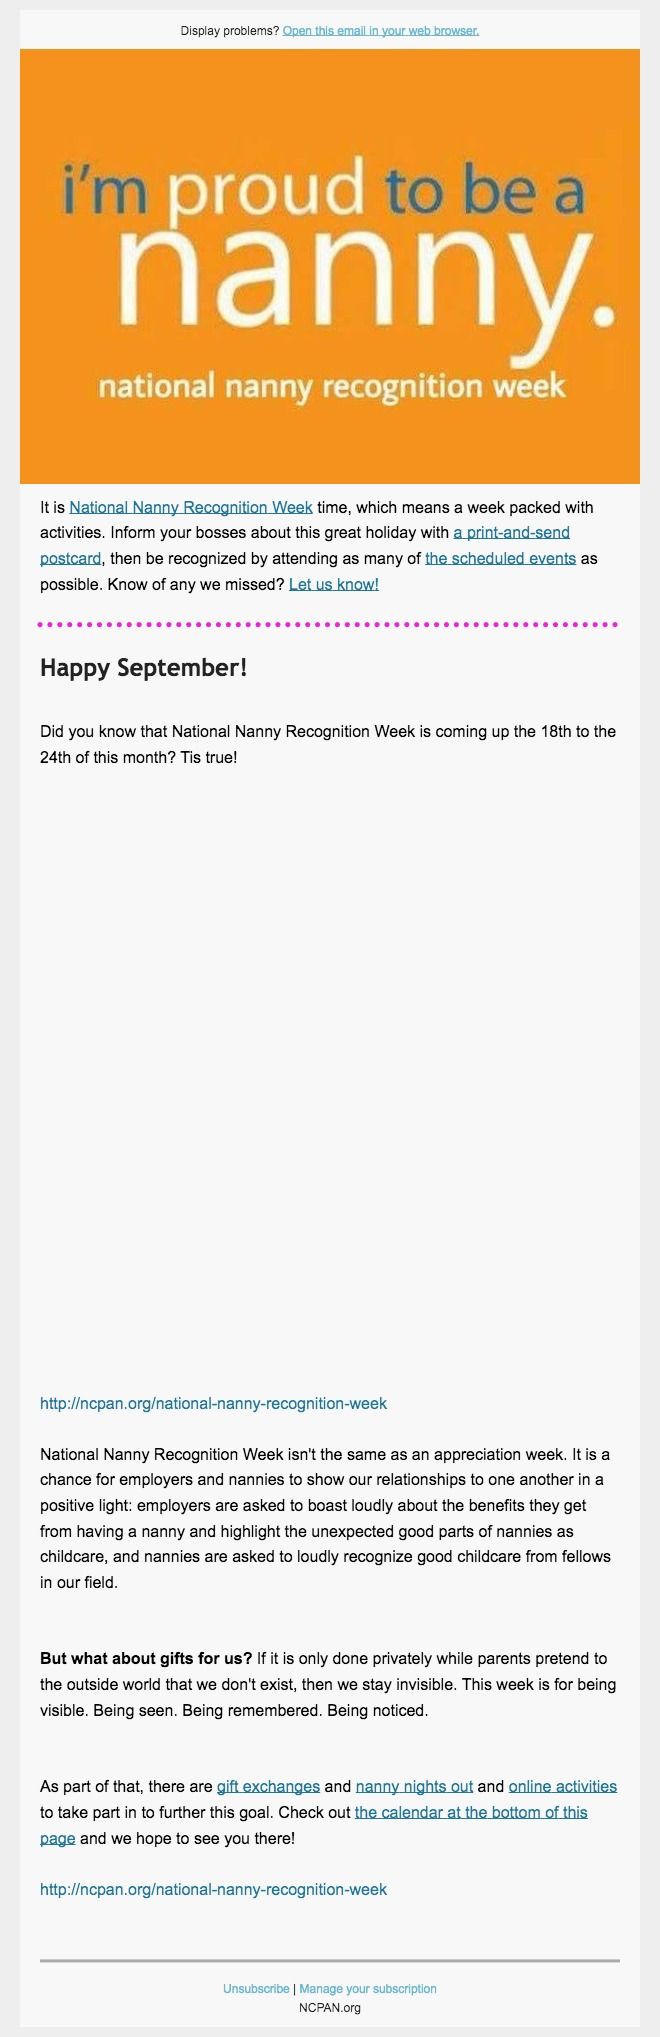 Display problems? Open this email in your web browser.
i'm proud to be a
nanny.
national nanny recognition week
It is National Nanny Recognition Week time, which means a week packed with
activities. Inform your bosses about this great holiday with a print-and-send
postcard, then be recognized by attending as many of the scheduled events as
possible. Know of any we missed? Let us know!
Happy September!
Did you know that National Nanny Recognition Week is coming up the 18th to the
24th of this month? Tis true!
http://ncpan.org/national-nanny-recognition-week
National Nanny Recognition Week isn't the same as an appreciation week. It is a
chance for employers and nannies to show our relationships to one another in a
positive light: employers are asked to boast loudly about the benefits they get
from having a nanny and highlight the unexpected good parts of nannies as
childcare, and nannies are asked to loudly recognize good childcare from fellows
in our field.
But what about gifts for us? If it is only done privately while parents pretend to
the outside world that we don't exist, then we stay invisible. This week is for being
visible. Being seen. Being remembered. Being noticed.
As part of that, there are gift exchanges and nanny nights out and online activities
to take part in to further this goal. Check out the calendar at the bottom of this
page and we hope to see you there!
http://ncpan.org/national-nanny-recognition-week
Unsubscribe | Manage your subscription
NCPAN.org